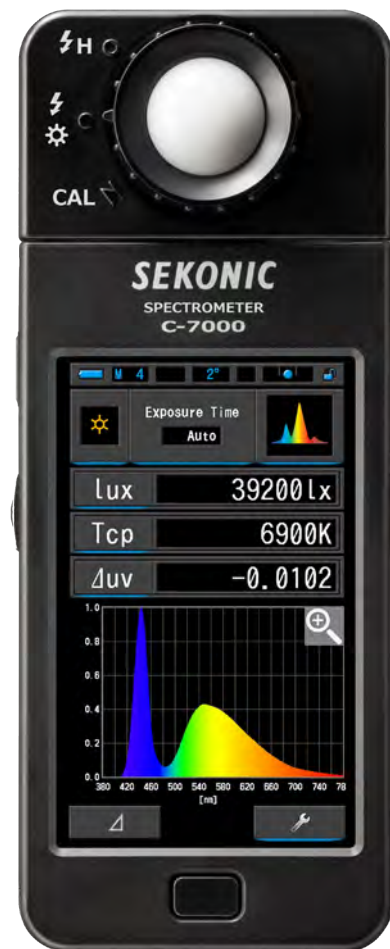 H
CAL
SEKONIC
SPECTROMETER
C-7000
M 4 2°
Exposure Time
Auto
lux 39200lx
Tcp 6900K
⊿uv -0.0102
1.0
0.8
0.6
0.4
0.2
0.0
380 420 460 500 540 580 620 660 700 740 78
[nm]
⊿